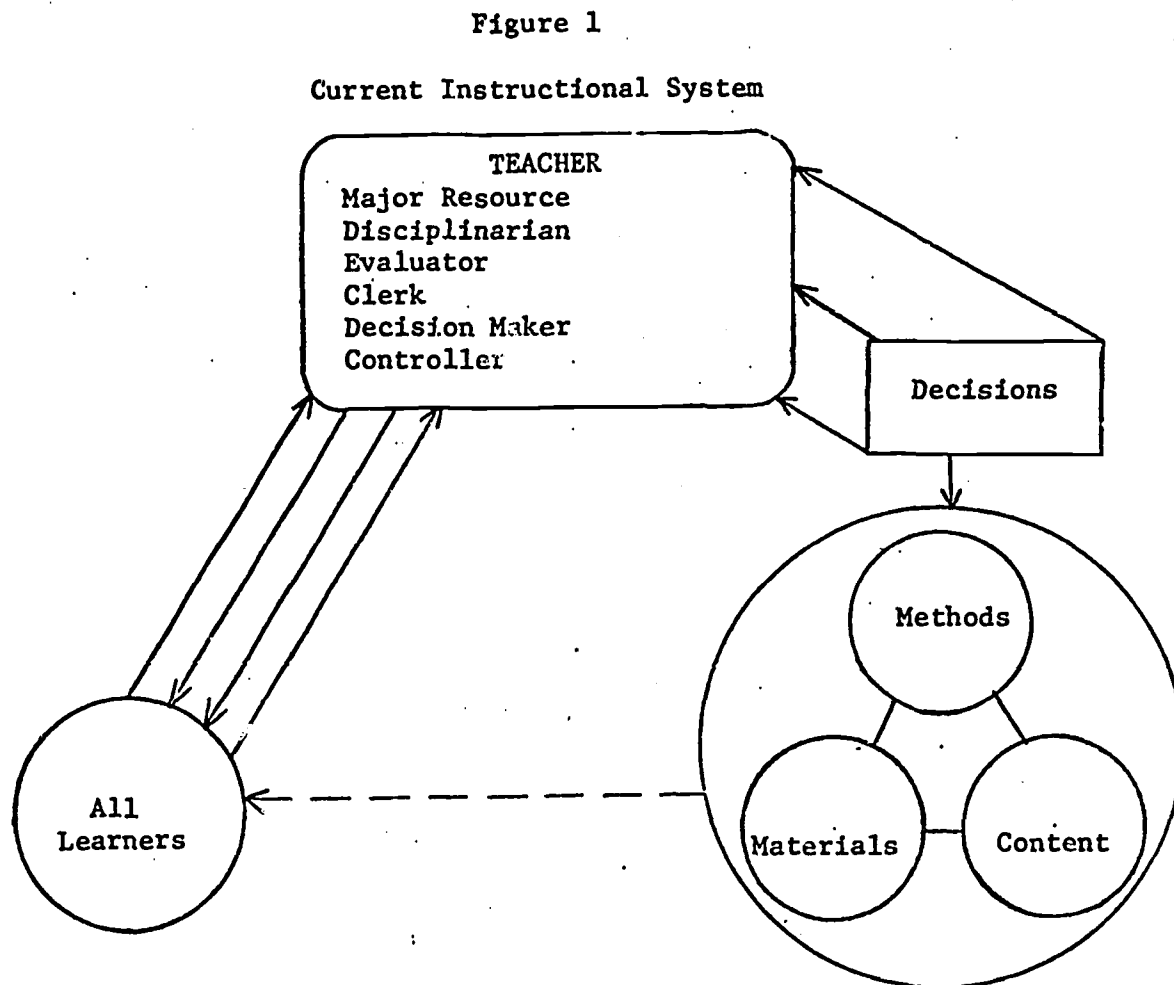 Figure 1
Current Instructional System
TEACHER
Major Resource
Disciplinarian
Evaluator
Clerk
Decision Maker
Controller
Decisions
Methods
Materials
Content
All
Learners